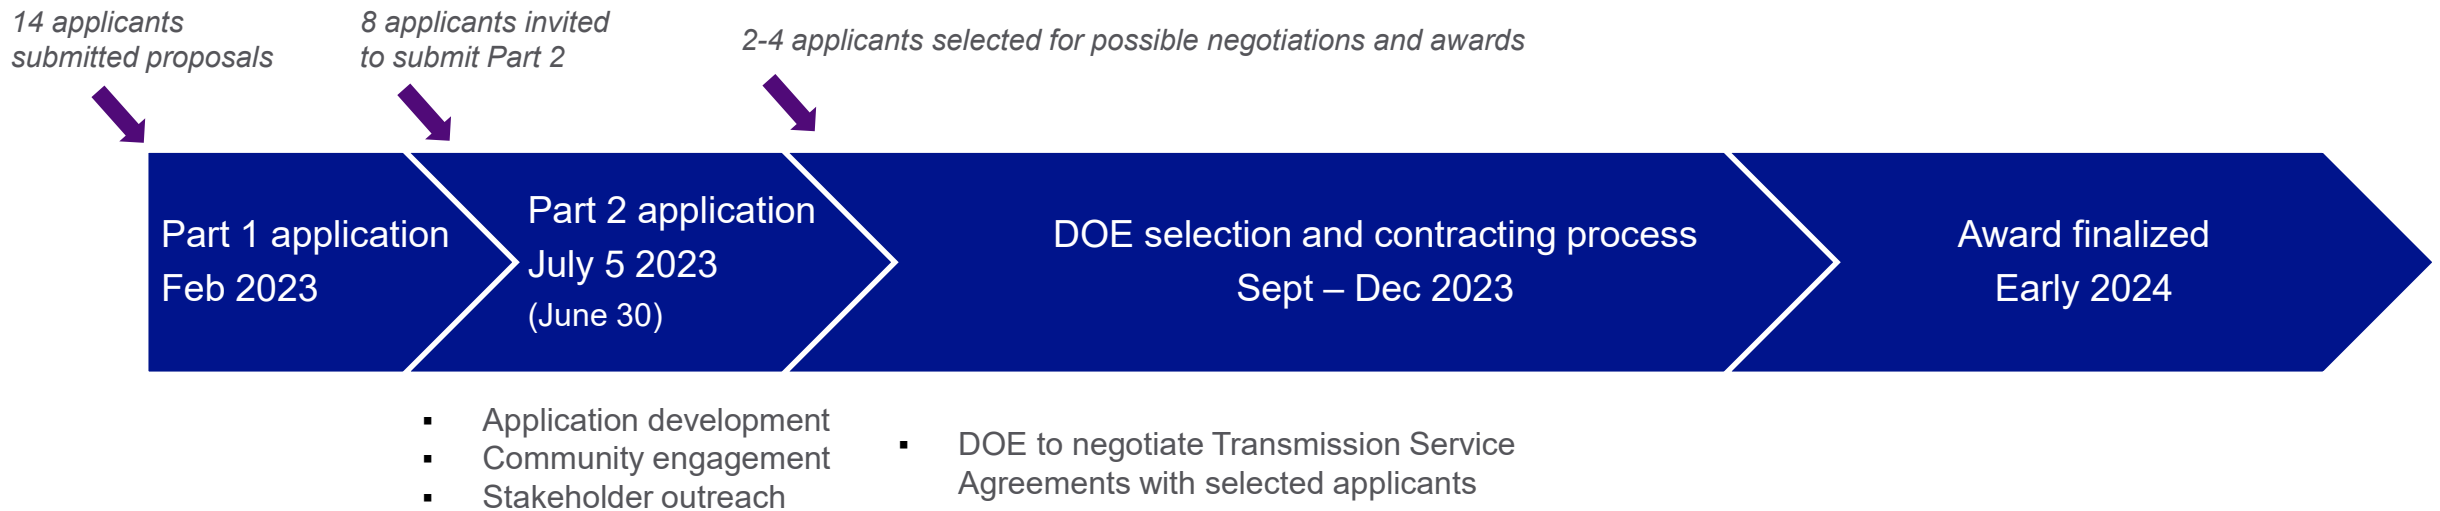 14 applicants
submitted proposals
8 applicants invited
to submit Part 2
2-4 applicants selected for possible negotiations and awards
Part 1 application
Feb 2023
Part 2 application
July 5 2023
(June 30)
DOE selection and contracting process
Sept – Dec 2023
Award finalized
Early 2024
▪ Application development
▪ Community engagement
▪ Stakeholder outreach
▪ DOE to negotiate Transmission Service
Agreements with selected applicants